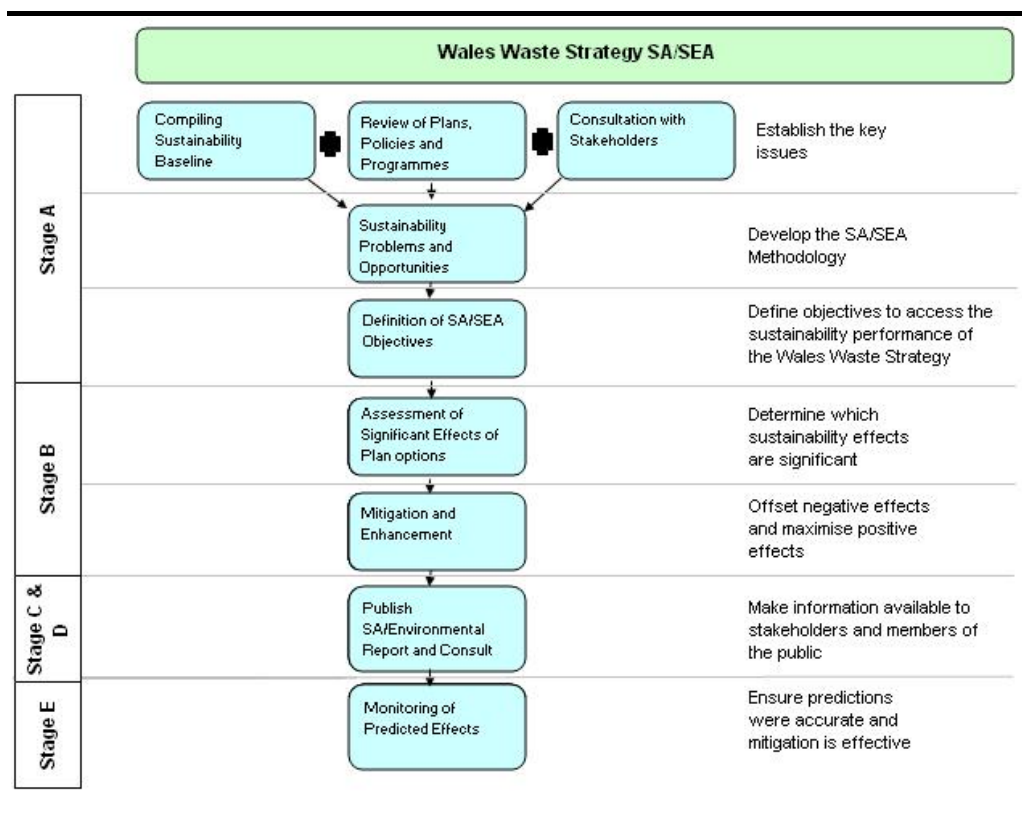 Wales Waste Strategy SA/SEA
Stage A
Compiling
Sustainability
Baseline
Review of Plans,
Policies and
Programmes
Consultation with
Stakeholders
Establish the key
issues
Sustainability
Problems and
Opportunities
Develop the SA/SEA
Methodology
Definition of SA/SEA
Objectives
Define objectives to access the
sustainability performance of
the Wales Waste Strategy
Stage B
Assessment of
Significant Effects of
Plan options
Determine which
sustainability effects
are significant
Mitigation and
Enhancement
Offset negative effects
and maximise positive
effects
Stage C &
D
Publish
SA/Environmental
Report and Consult
Make information available to
stakeholders and members of
the public
Stage E
Monitoring of
Predicted Effects
Ensure predictions
were accurate and
mitigation is effective